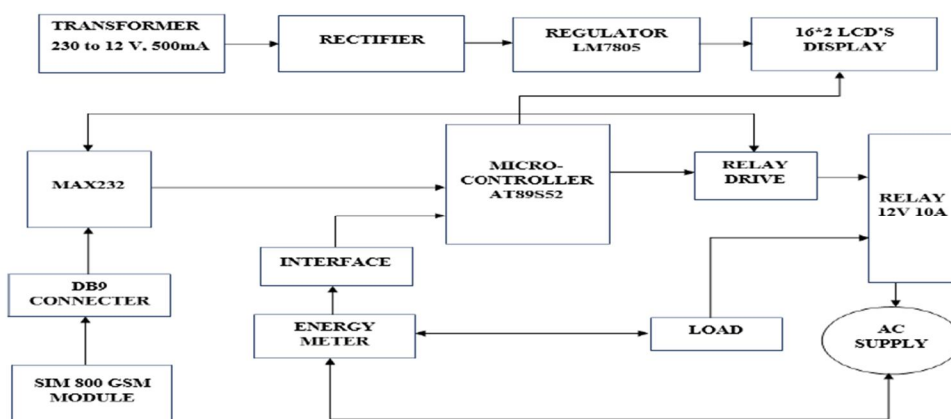 TRANSFORMER
230 to 12 V. 500mA
RECTIFIER
REGULATOR
LM7805
16*2 LCD'S
DISPLAY
MAX232
MICRO-
CONTROLLER
AT89S52
RELAY
DRIVE
RELAY
12V 10A
INTERFACE
DB9
CONNECTER
ENERGY
METER
LOAD
AC
SUPPLY
SIM 800 GSM
MODULE